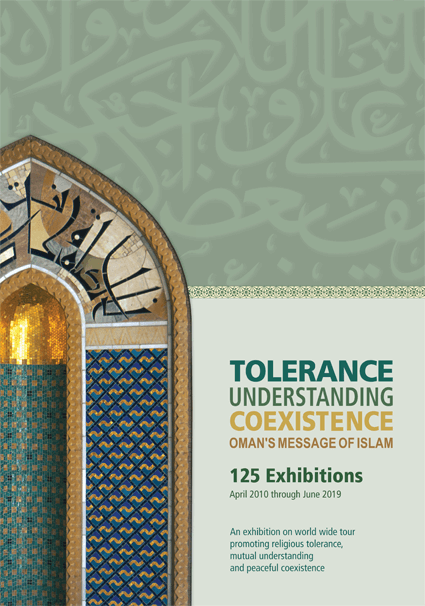 TOLERANCE
UNDERSTANDING
COEXISTENCE
OMAN'S MESSAGE OF ISLAM
125 Exhibitions
April 2010 through June 2019
An exhibition on world wide tour
promoting religious tolerance,
mutual understanding
and peaceful coexistence